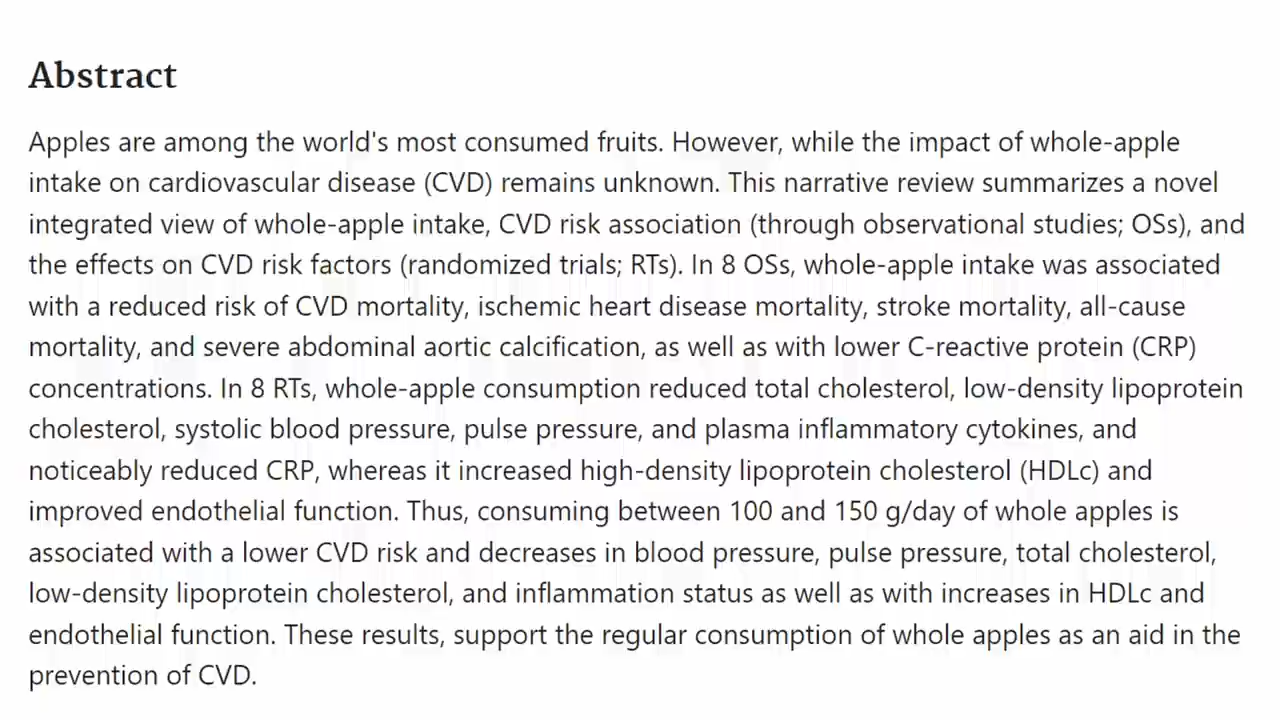 Abstract
Apples are among the world's most consumed fruits. However, while the impact of whole-apple
intake on cardiovascular disease (CVD) remains unknown. This narrative review summarizes a novel
integrated view of whole-apple intake, CVD risk association (through observational studies; OSs), and
the effects on CVD risk factors (randomized trials; RTs). In 8 OSs, whole-apple intake was associated
with a reduced risk of CVD mortality, ischemic heart disease mortality, stroke mortality, all-cause
mortality, and severe abdominal aortic calcification, as well as with lower C-reactive protein (CRP)
concentrations. In 8 RTs, whole-apple consumption reduced total cholesterol, low-density lipoprotein
cholesterol, systolic blood pressure, pulse pressure, and plasma inflammatory cytokines, and
noticeably reduced CRP, whereas it increased high-density lipoprotein cholesterol (HDLc) and
improved endothelial function. Thus, consuming between 100 and 150 g/day of whole apples is
associated with a lower CVD risk and decreases in blood pressure, pulse pressure, total cholesterol,
low-density lipoprotein cholesterol, and inflammation status as well as with increases in HDLc and
endothelial function. These results, support the regular consumption of whole apples as an aid in the
prevention of CVD.